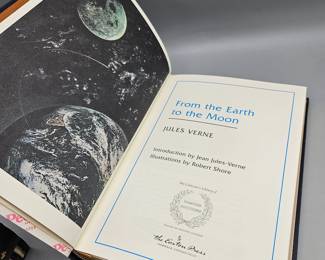 From the Earth
to the Moon
JULES VERNE
Introduction by Jean Jules-Verne
Illustrations by Robert Shore
the Easton Press